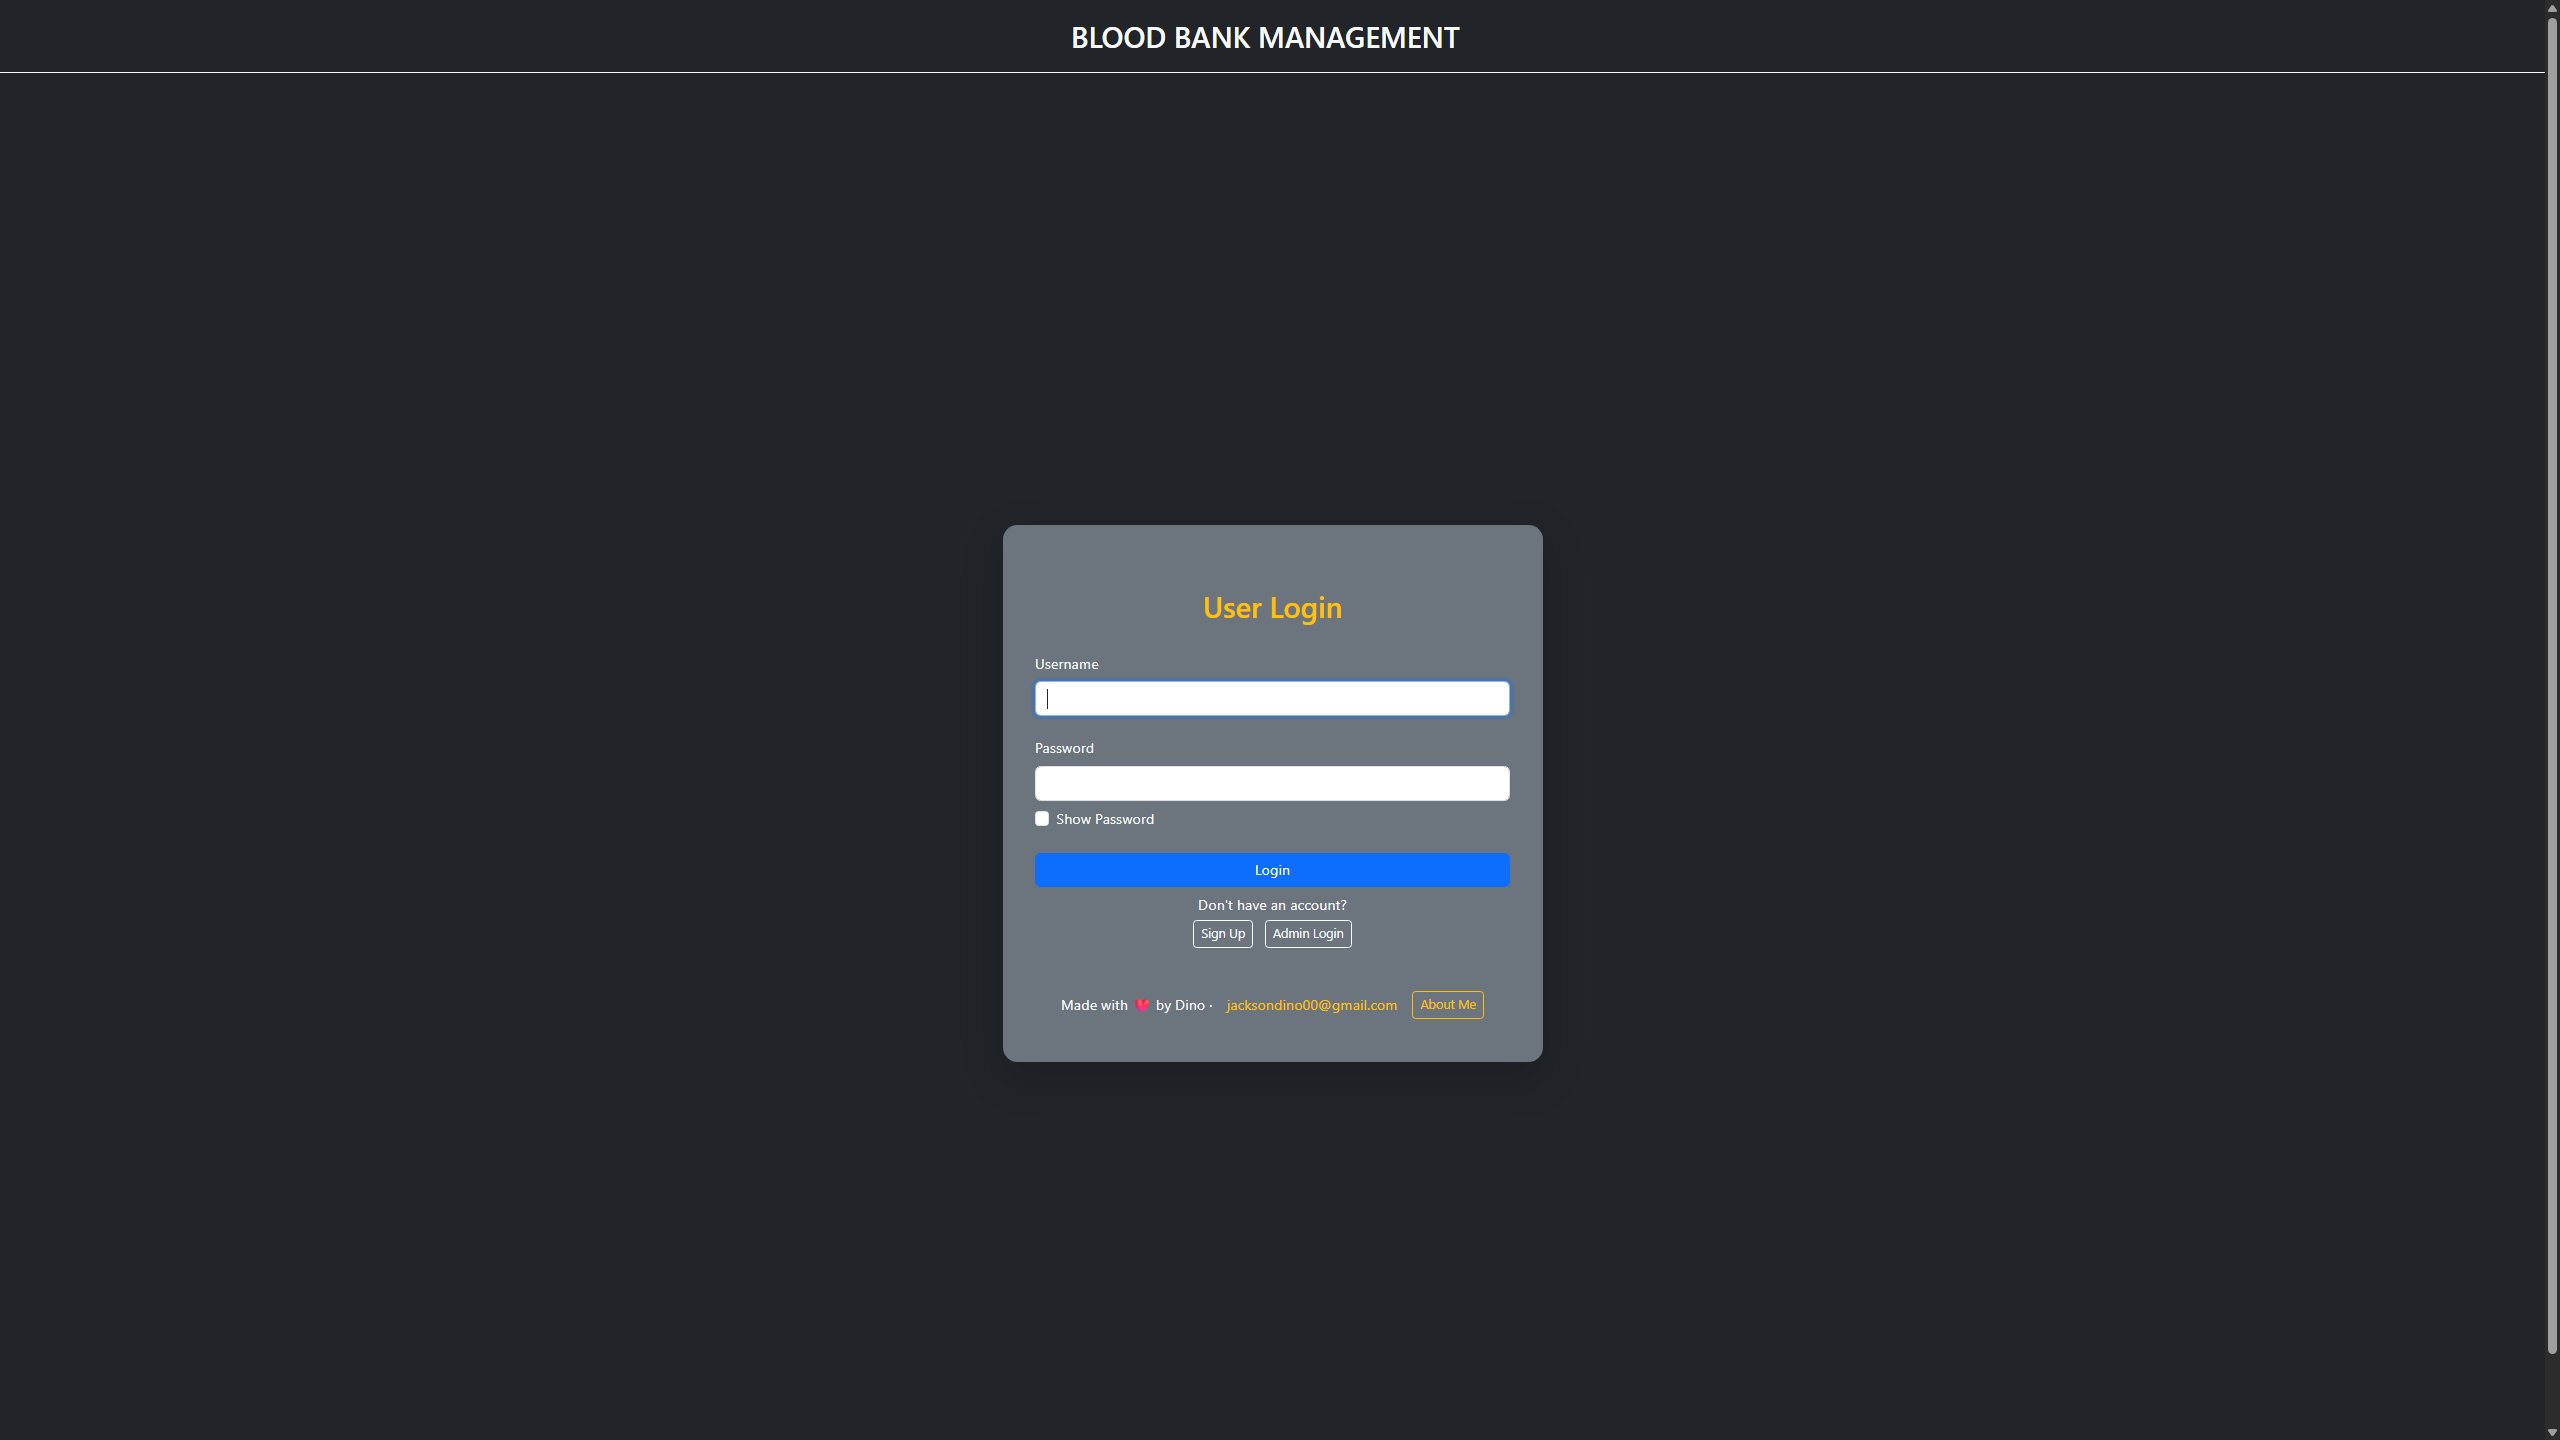 BLOOD BANK MANAGEMENT
User Login
Username
Password
Show Password
Login
Don't have an account?
Sign Up Admin Login
Made with 💗 by Dino · jacksondino00@gmail.com About Me